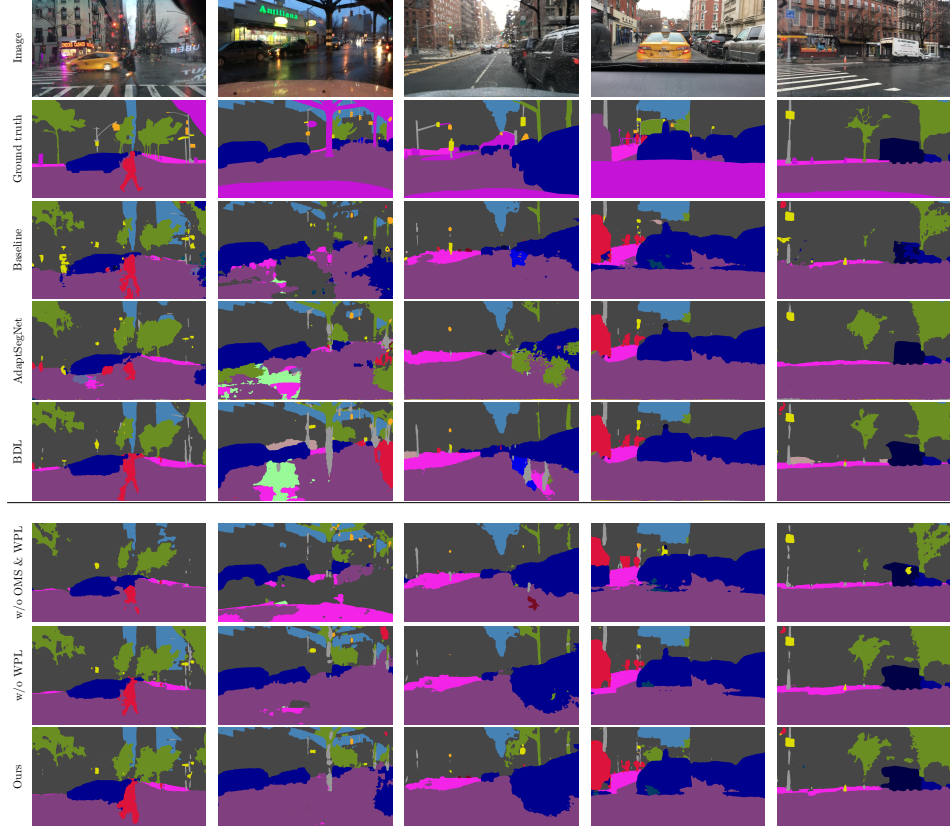 Image
Antillana
UBER
Ground truth
Baseline
AdaptSegNet
BDL
w/o OMS & WPL
w/o WPL
Ours